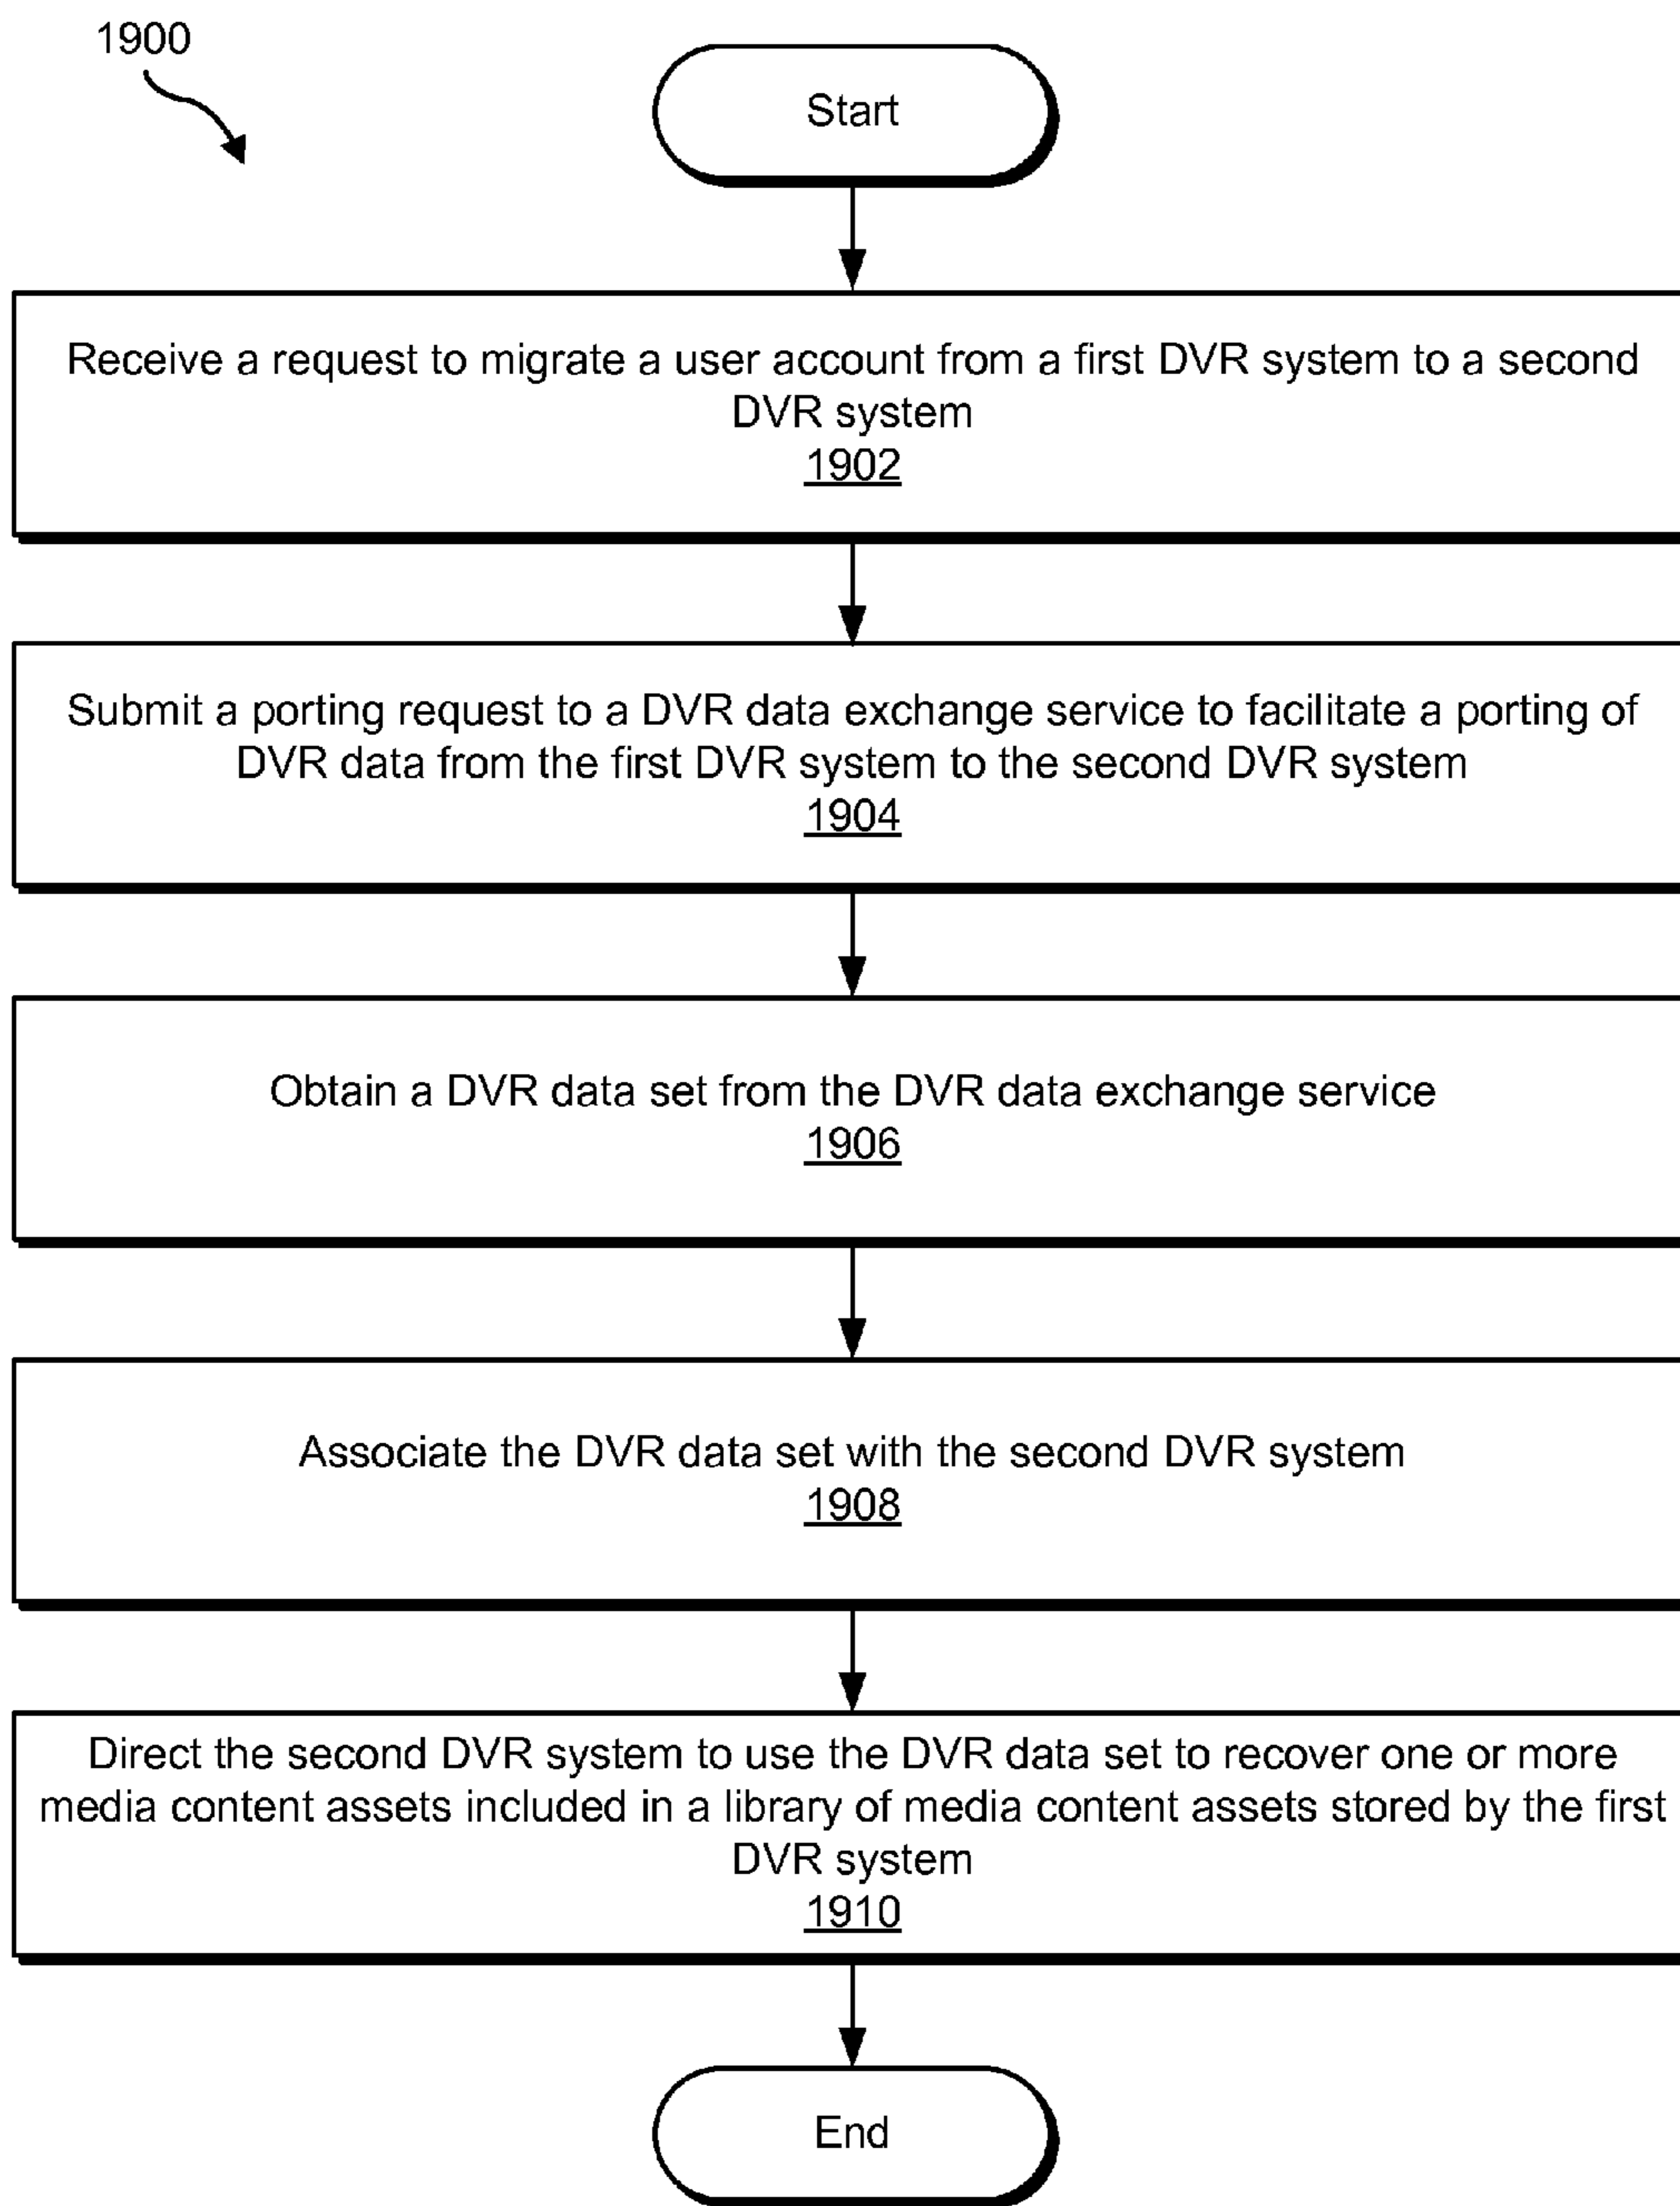 1900
Start
Receive a request to migrate a user account from a first DVR system to a second
DVR system
1902
Submit a porting request to a DVR data exchange service to facilitate a porting of
DVR data from the first DVR system to the second DVR system
1904
Obtain a DVR data set from the DVR data exchange service
1906
Associate the DVR data set with the second DVR system
1908
Direct the second DVR system to use the DVR data set to recover one or more
media content assets included in a library of media content assets stored by the first
DVR system
1910
End